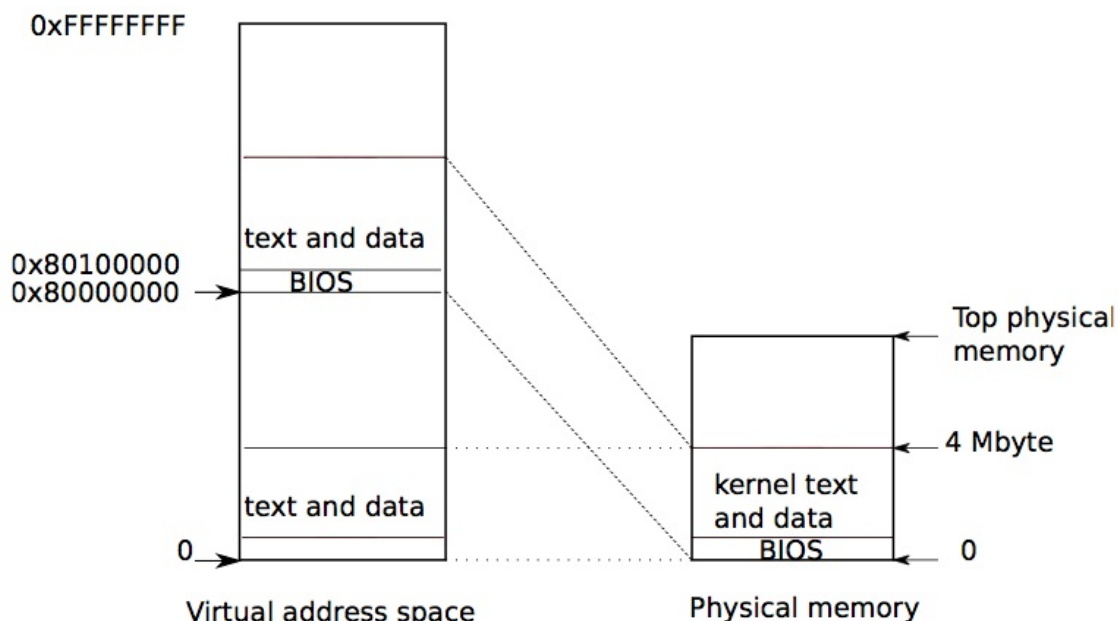 0xFFFFFFFF
text and data
0x80100000
BIOS
0x80000000
Top physical
memory
4 Mbyte
kernel text
and data
text and data
BIOS
0
0
Virtual address space
Physical memory